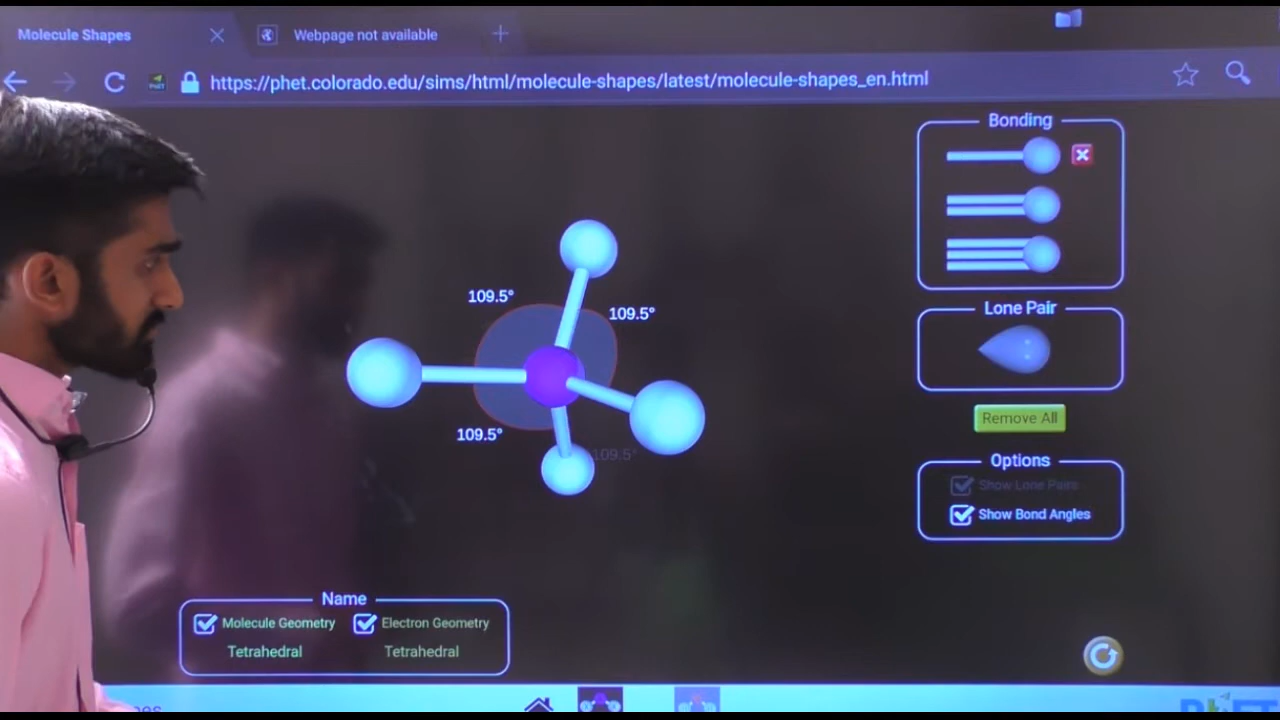 Molecule Shapes
Webpage not available
https://phet.colorado.edu/sims/html/molecule-shapes/latest/molecule-shapes_en.html
Bonding
109.5°
109.5°
Lone Pair
Remove All
109.5°
109.5°
Options
Show Lone Pairs
Show Bond Angles
Name
Molecule Geometry
Electron Geometry
Tetrahedral
Tetrahedral